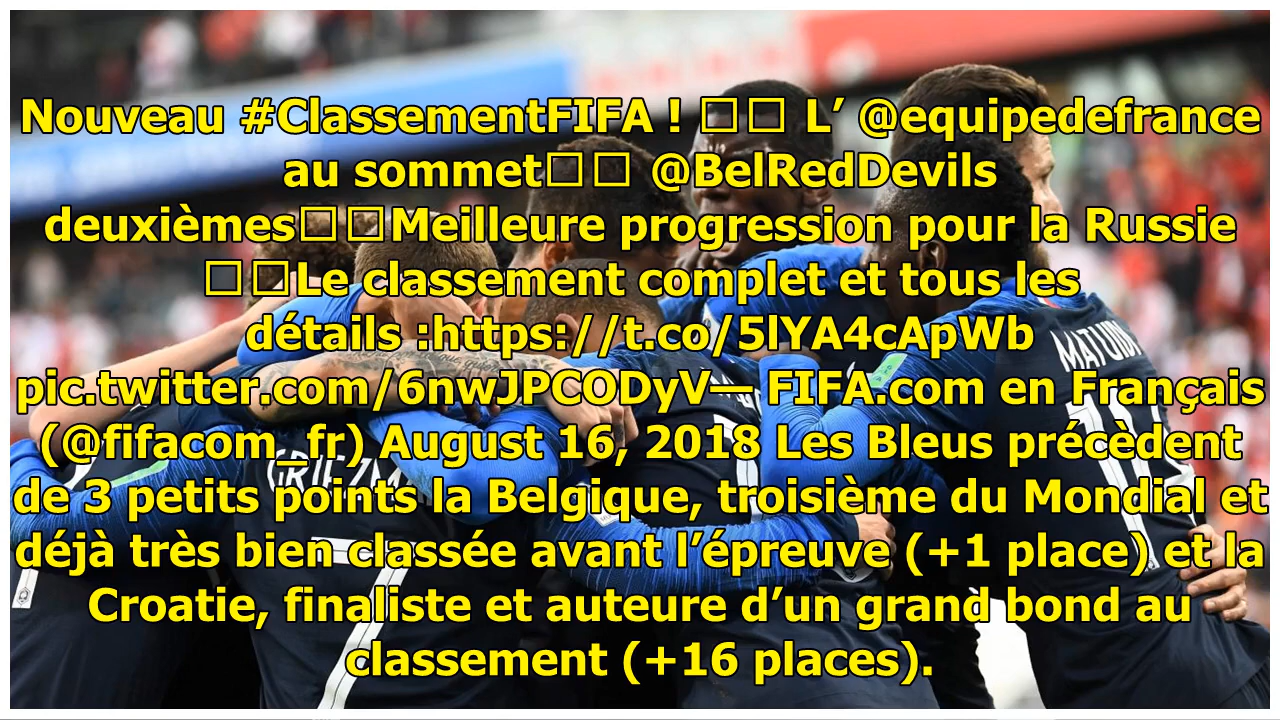 Nouveau #ClassementFIFA ! □□ L’ @equipedefrance
au sommet□□ @BelRedDevils
deuxièmes□□Meilleure progression pour la Russie
□□Le classement complet et tous les
détails :https://t.co/5lYA4cApWb
pic.twitter.com/6nwJPCODyV— FIFA.com en Français
(@fifacom_fr) August 16, 2018 Les Bleus précèdent
de 3 petits points la Belgique, troisième du Mondial et
déjà très bien classée avant l’épreuve (+1 place) et la
Croatie, finaliste et auteure d’un grand bond au
classement (+16 places).
7